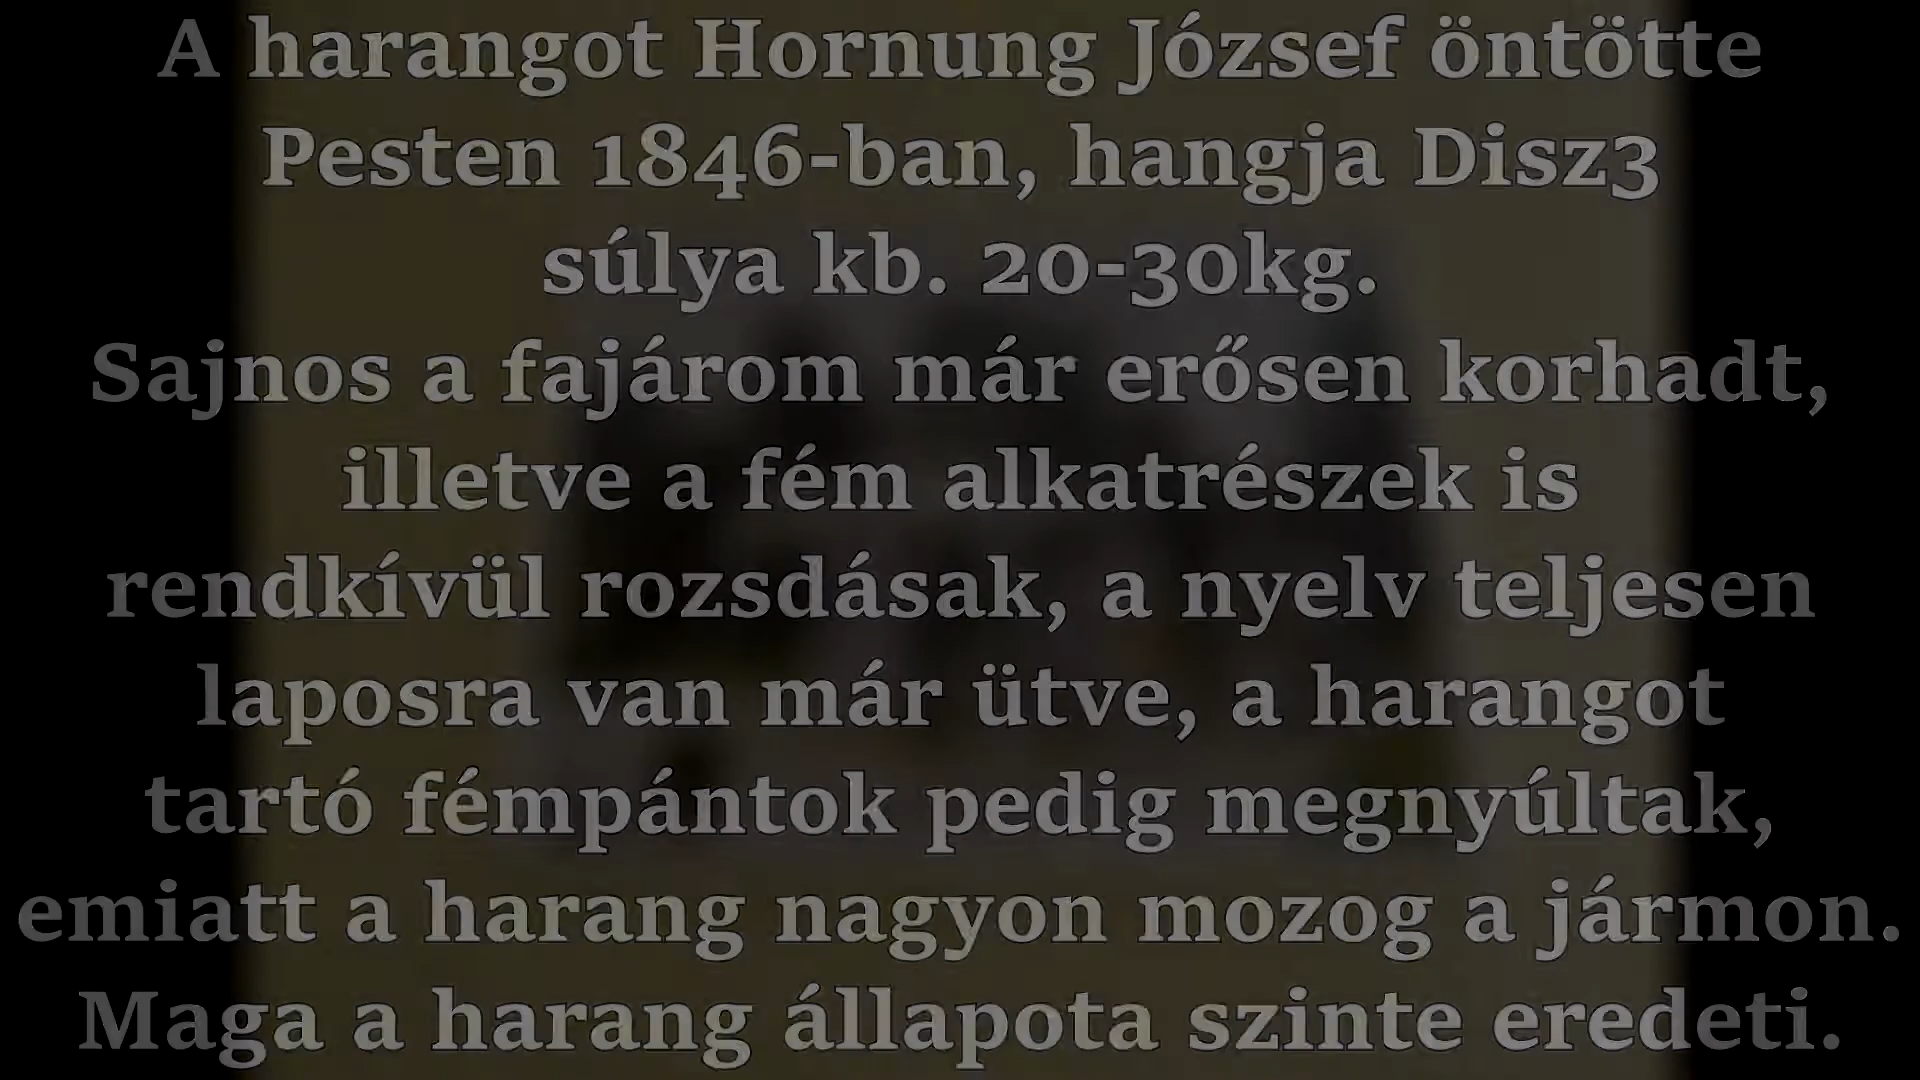 A harangot Hornung József öntötte
Pesten 1846-ban, hangja Disz3
súlya kb. 20-30kg.
Sajnos a fajárom már erősen korhadt,
illetve a fém alkatrészek is
rendkívül rozsdásak, a nyelv teljesen
laposra van már ütve, a harangot
tartó fémpántok pedig megnyúltak,
emiatt a harang nagyon mozog a jármon.
Maga a harang állapota szinte eredeti.